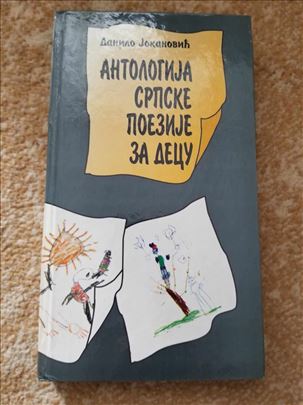 Данило Јокановић
АНТОЛОГИЈА
СРПСКЕ
ПОЕЗИЈЕ
ЗА ДЕЦУ